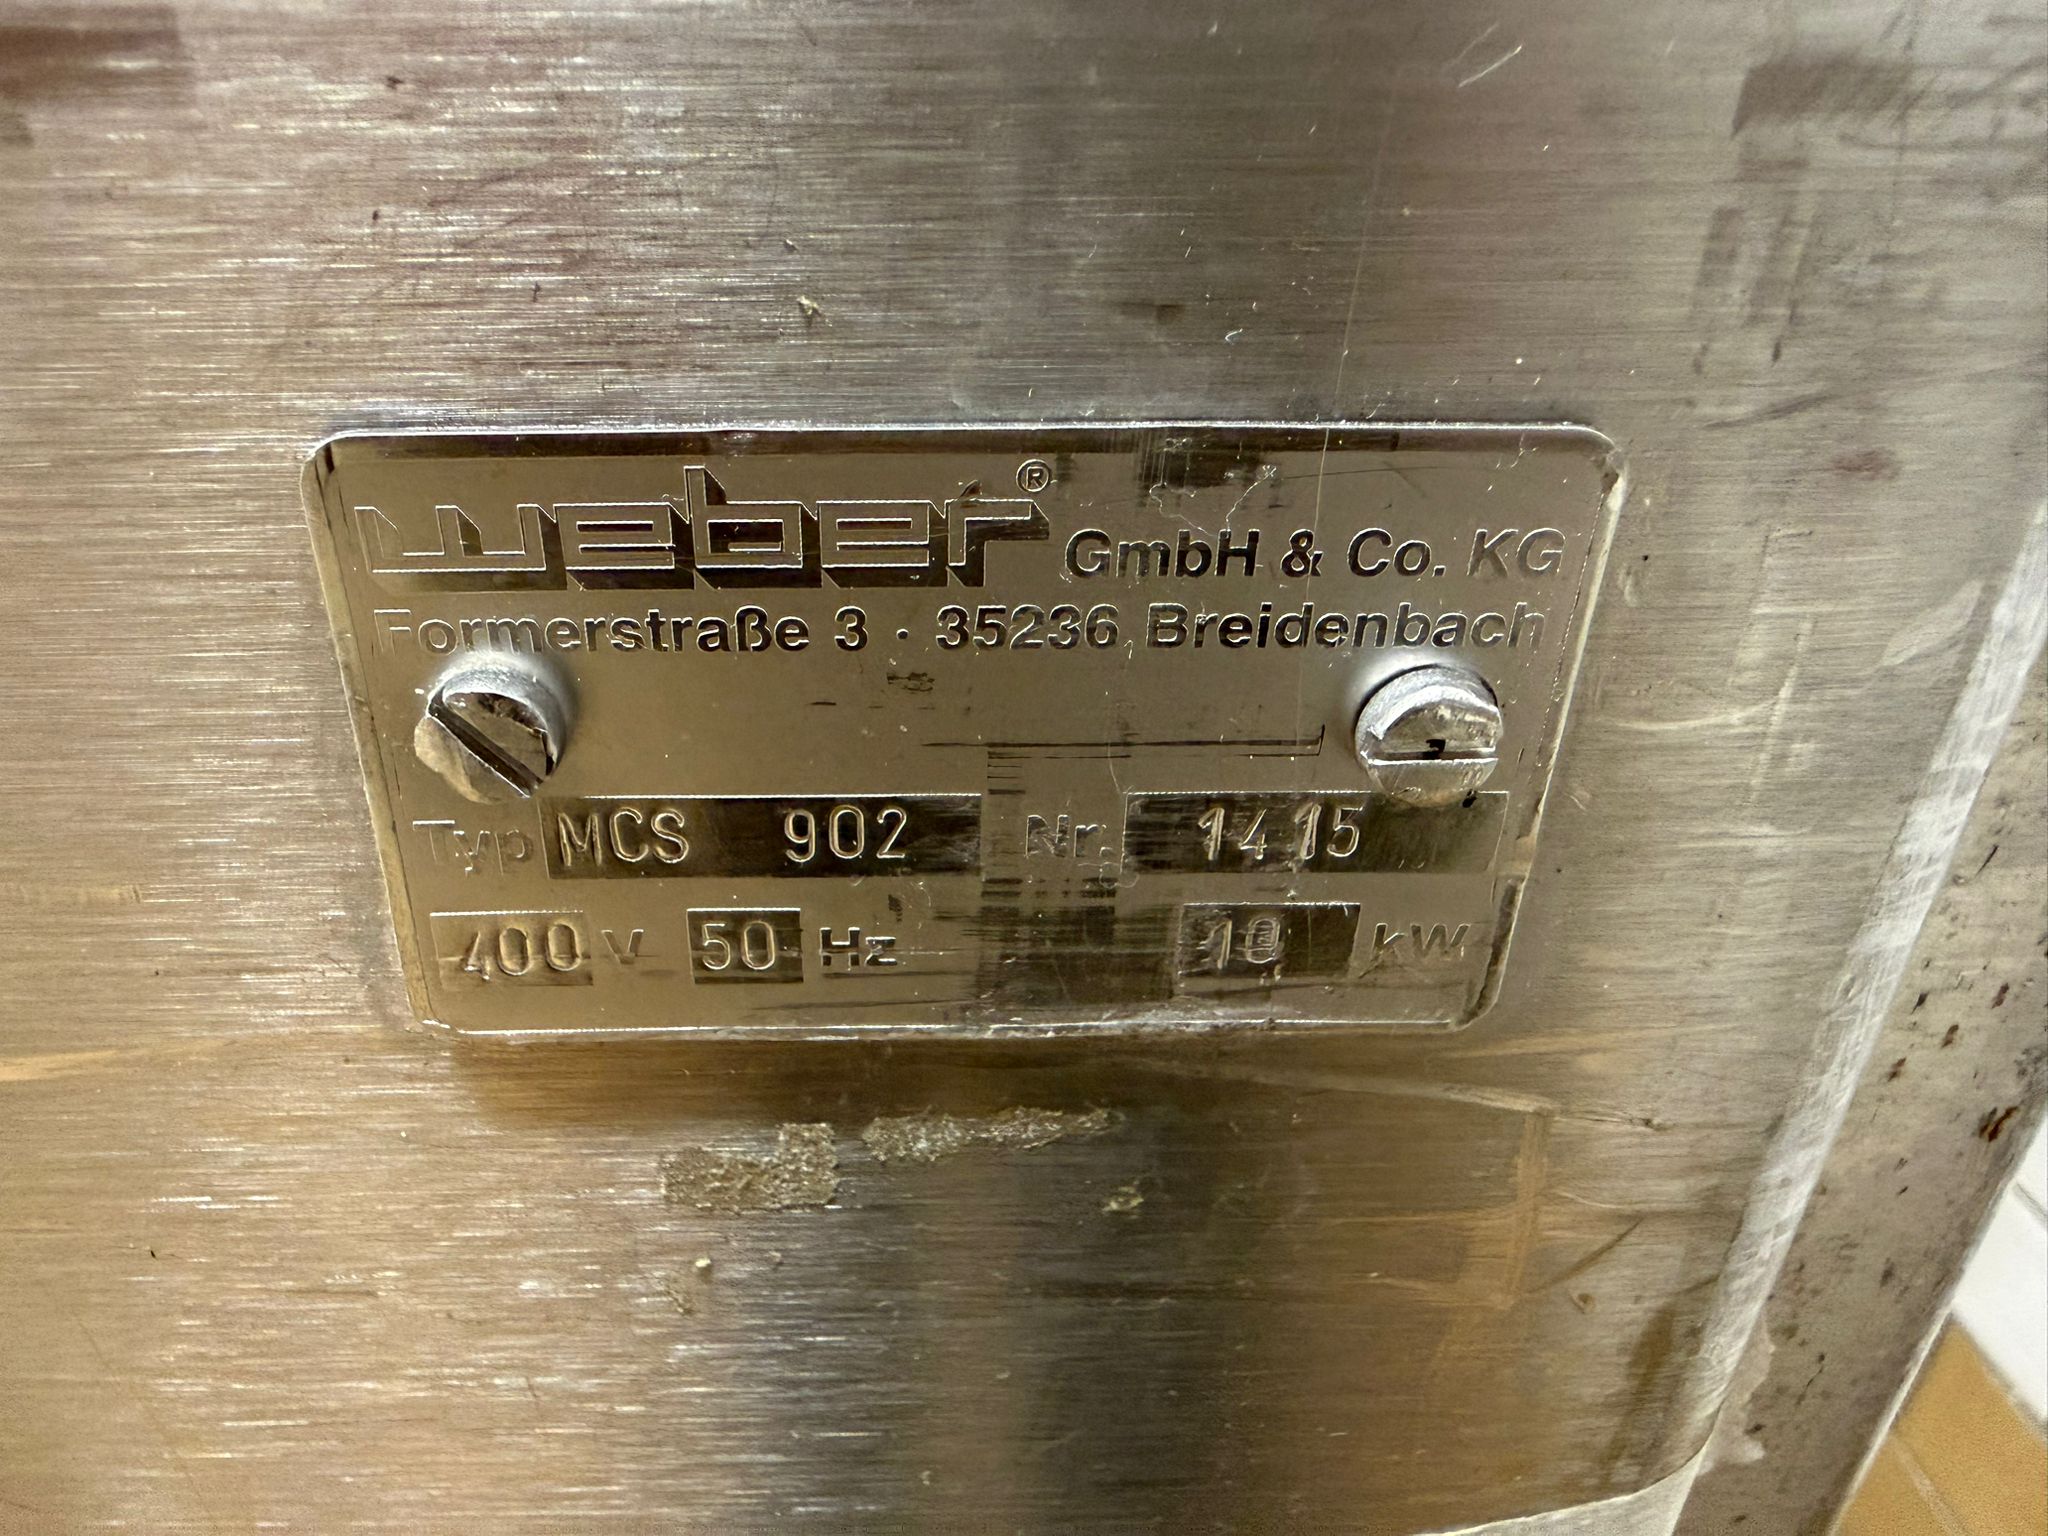 weber® GmbH & Co. KG
Formerstraße 3 · 35236 Breidenbach
Typ MCS 902 Nr. 1415
400 V 50 Hz kW